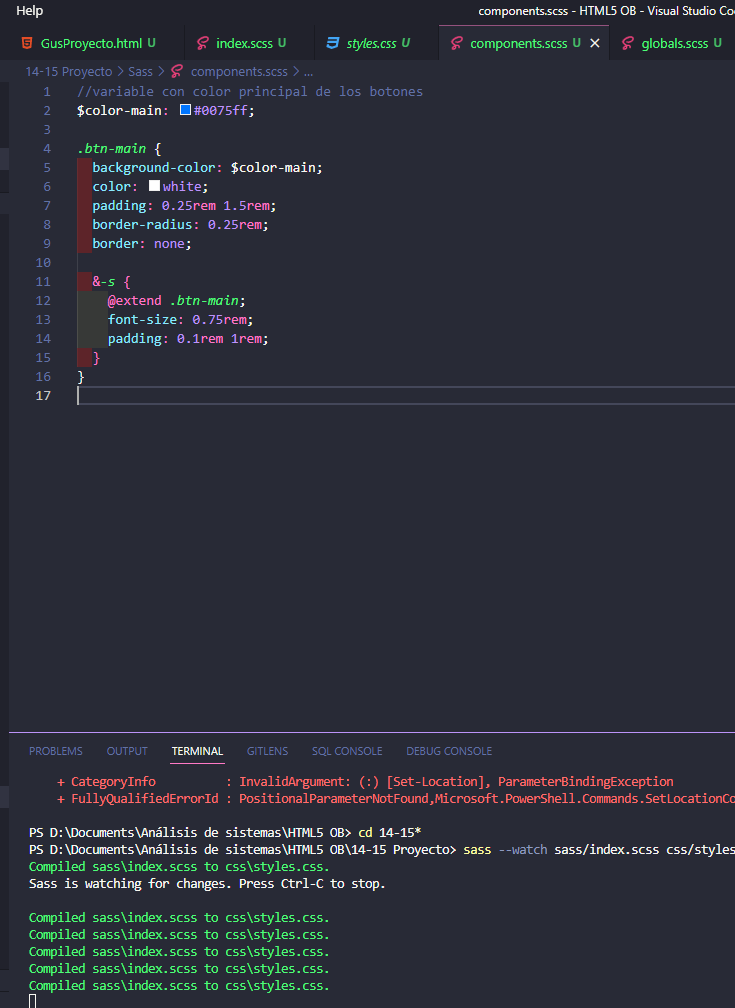 Help
components.scss - HTML5 OB - Visual Studio Co
GusProyecto.html U
index.scss U
styles.css U
components.scss U
globals.scss U
14-15 Proyecto > Sass > components.scss > ...
1 //variable con color principal de los botones
2 $color-main: #0075ff;
3
4 .btn-main {
5 background-color: $color-main;
6 color: white;
7 padding: 0.25rem 1.5rem;
8 border-radius: 0.25rem;
9 border: none;
10
11 &-s {
12 @extend .btn-main;
13 font-size: 0.75rem;
14 padding: 0.1rem 1rem;
15 }
16 }
17
PROBLEMS OUTPUT TERMINAL GITLENS SQL CONSOLE DEBUG CONSOLE
+ CategoryInfo : InvalidArgument: (:) [Set-Location], ParameterBindingException
+ FullyQualifiedErrorId : PositionalParameterNotFound,Microsoft.PowerShell.Commands.SetLocationCo
PS D:\Documents\Análisis de sistemas\HTML5 OB> cd 14-15*
PS D:\Documents\Análisis de sistemas\HTML5 OB\14-15 Proyecto> sass --watch sass/index.scss css/styles
Compiled sass\index.scss to css\styles.css.
Sass is watching for changes. Press Ctrl-C to stop.
Compiled sass\index.scss to css\styles.css.
Compiled sass\index.scss to css\styles.css.
Compiled sass\index.scss to css\styles.css.
Compiled sass\index.scss to css\styles.css.
Compiled sass\index.scss to css\styles.css.